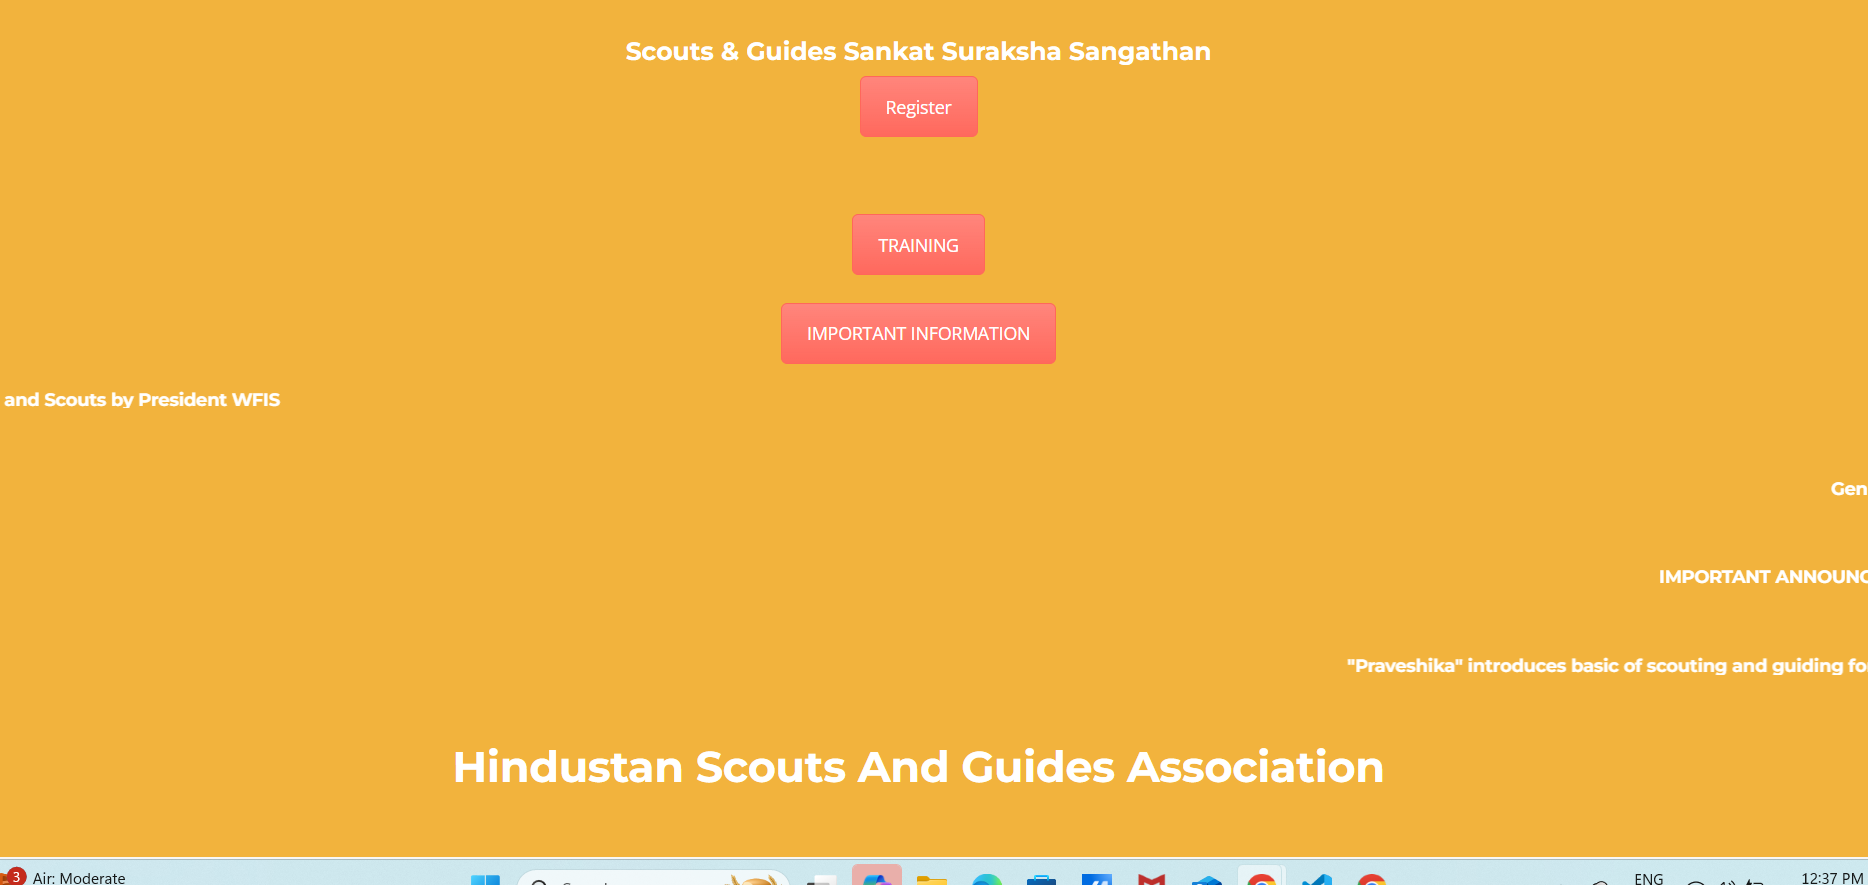 Scouts & Guides Sankat Suraksha Sangathan
Register
TRAINING
IMPORTANT INFORMATION
and Scouts by President WFIS
Gen
IMPORTANT ANNOUNC
"Praveshika" introduces basic of scouting and guiding fo
Hindustan Scouts And Guides Association
3 Air: Moderate
ENG
12:37 PM